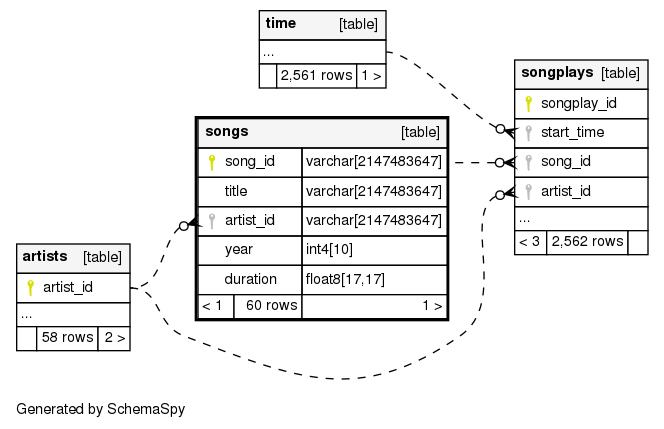 time [table]
...
2,561 rows 1 >
songplays [table]
songplay_id
start_time
song_id
artist_id
...
< 3 2,562 rows
songs [table]
song_id varchar[2147483647]
title varchar[2147483647]
artist_id varchar[2147483647]
year int4[10]
duration float8[17,17]
< 1 60 rows 1 >
artists [table]
artist_id
...
58 rows 2 >
Generated by SchemaSpy